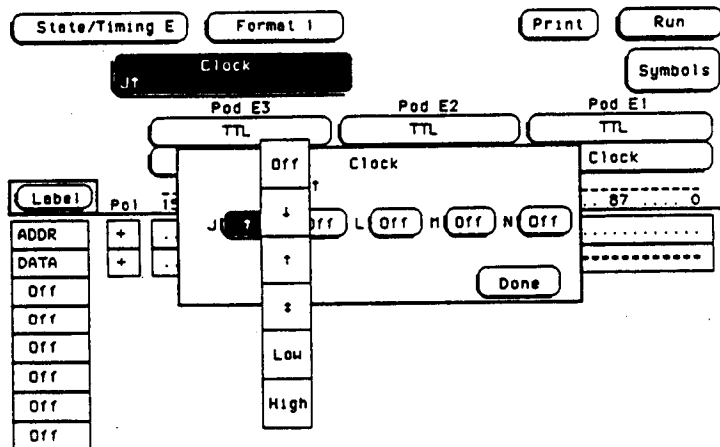 State/Timing E Format 1 Print Run
Clock
J↑
Symbols
Pod E3 Pod E2 Pod E1
TTL TTL TTL
Off Clock Clock
↑
Label Pol 15 .. 87 .... 0
↓
J ↑ Off L Off M Off N Off
ADDR +
DATA +
↑
Off
Done
Off
↕
Off
Low
Off
Off
High
Off